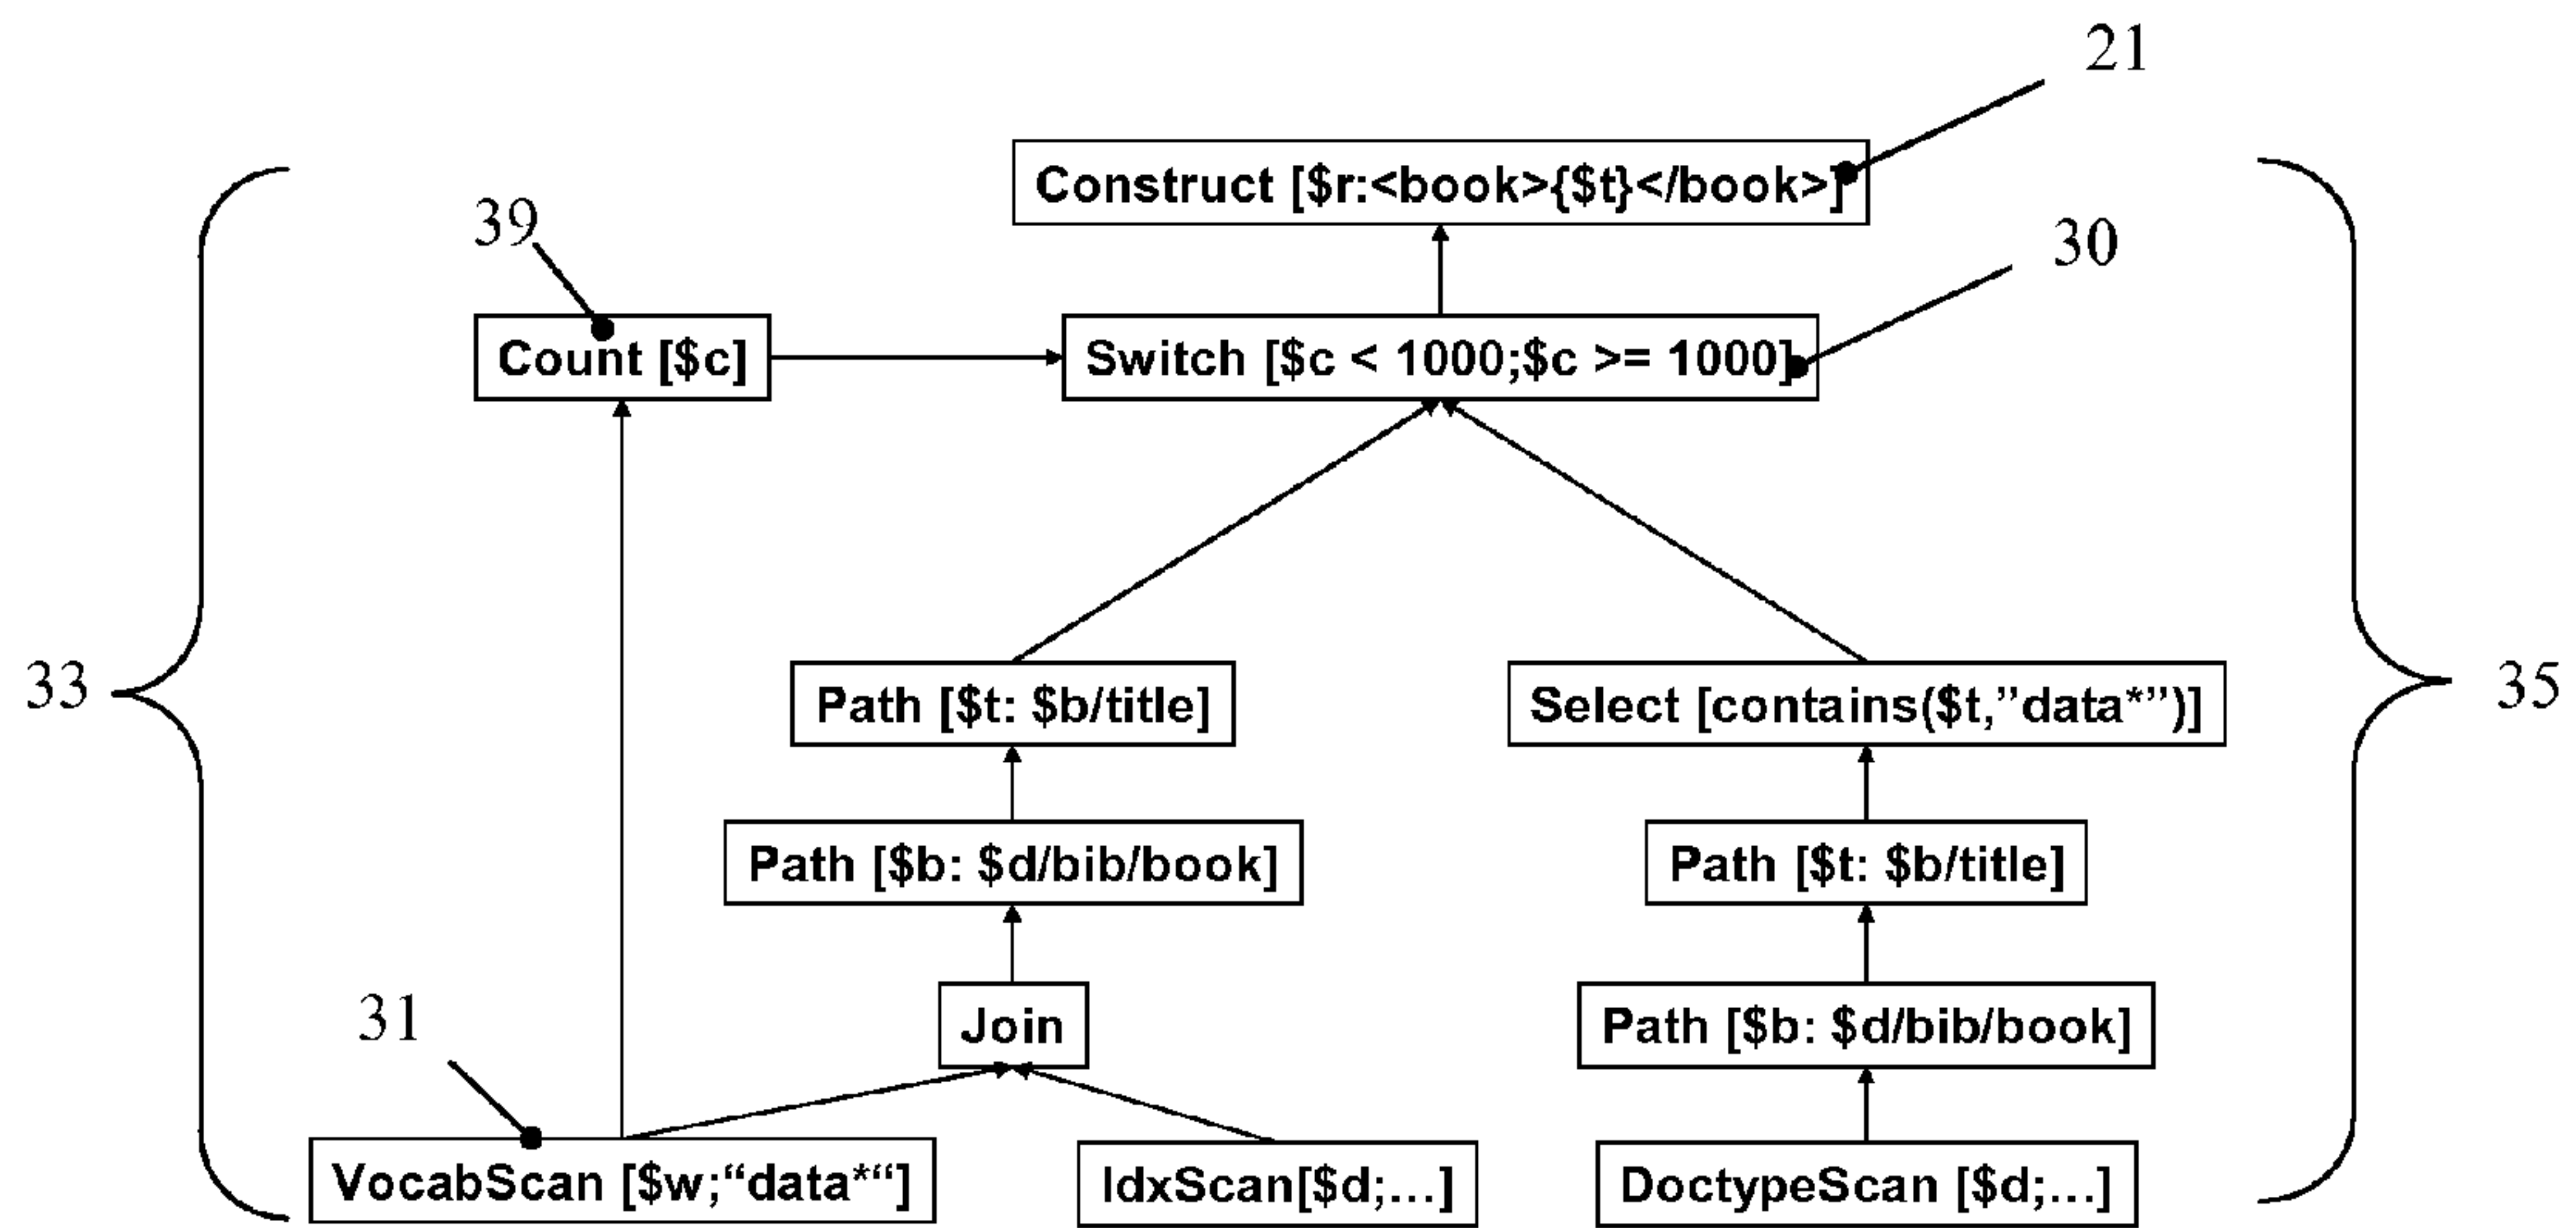 21
Construct [$r:<book>{$t}</book>]
39
30
Count [$c]
Switch [$c < 1000;$c >= 1000]
33
Path [$t: $b/title]
Select [contains($t,”data*”)]
35
Path [$b: $d/bib/book]
Path [$t: $b/title]
31
Join
Path [$b: $d/bib/book]
VocabScan [$w;“data*“]
IdxScan[$d;...]
DoctypeScan [$d;...]